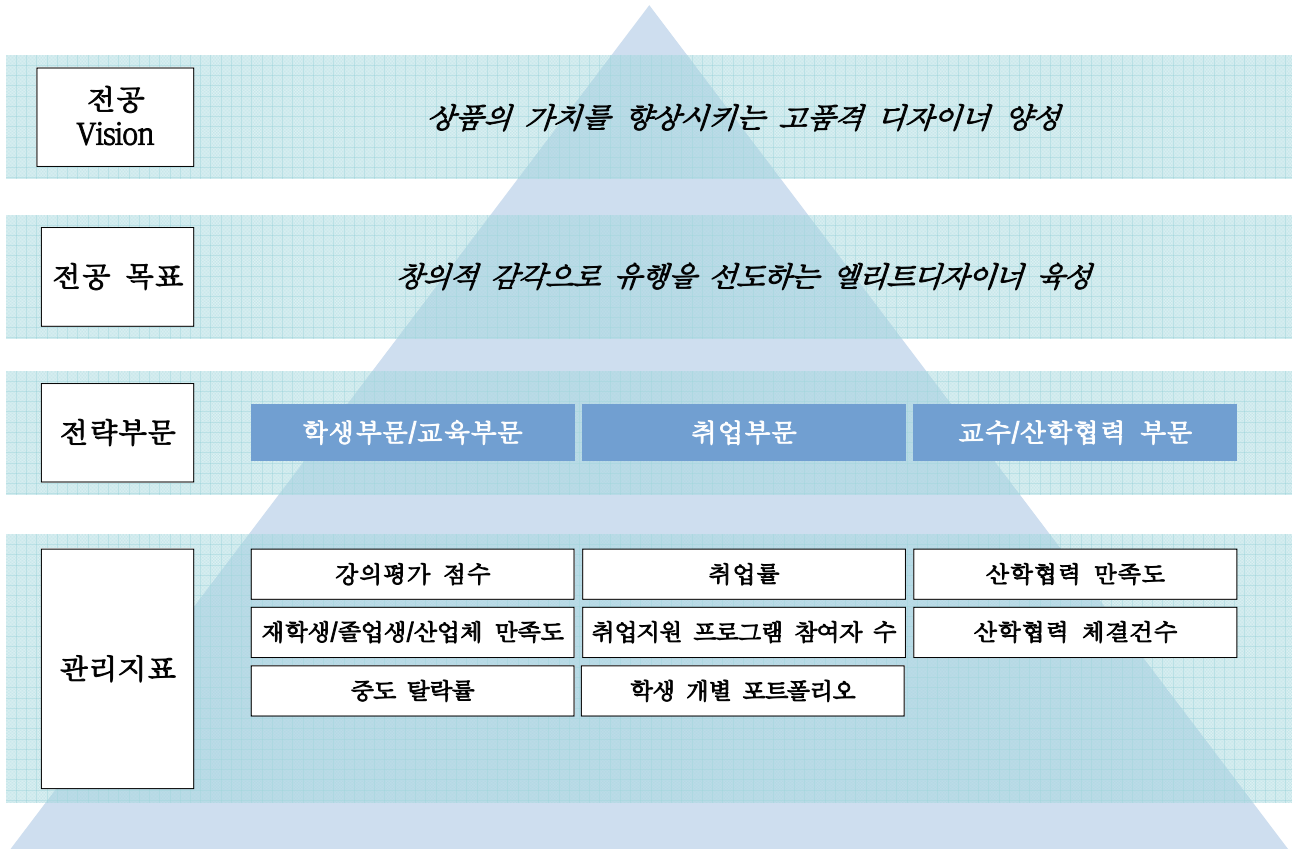 전공
Vision
상품의 가치를 향상시키는 고품격 디자이너 양성
전공 목표
창의적 감각으로 유행을 선도하는 엘리트디자이너 육성
전략부문
학생부문/교육부문
취업부문
교수/산학협력 부문
관리지표
강의평가 점수
취업률
산학협력 만족도
재학생/졸업생/산업체 만족도
취업지원 프로그램 참여자 수
산학협력 체결건수
중도 탈락률
학생 개별 포트폴리오